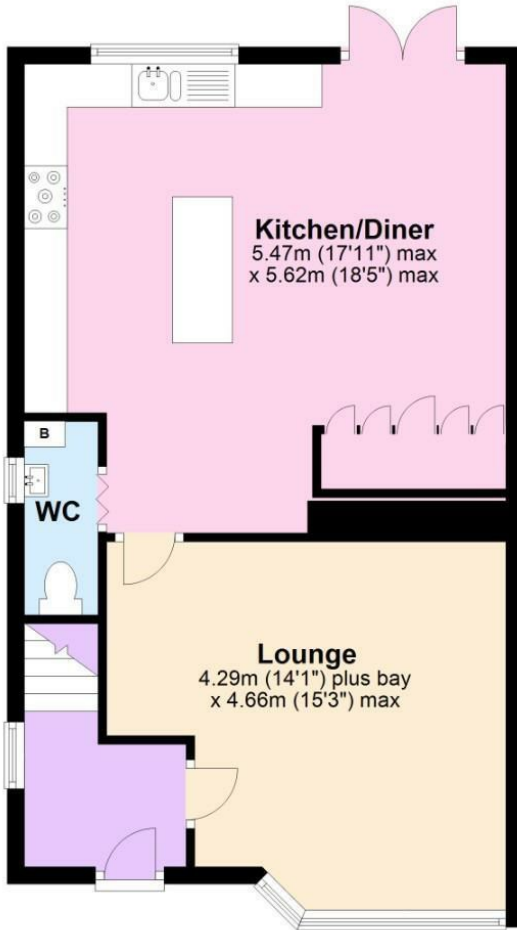 Kitchen/Diner
5.47m (17'11") max
x 5.62m (18'5") max
B
WC
Lounge
4.29m (14'1") plus bay
x 4.66m (15'3") max